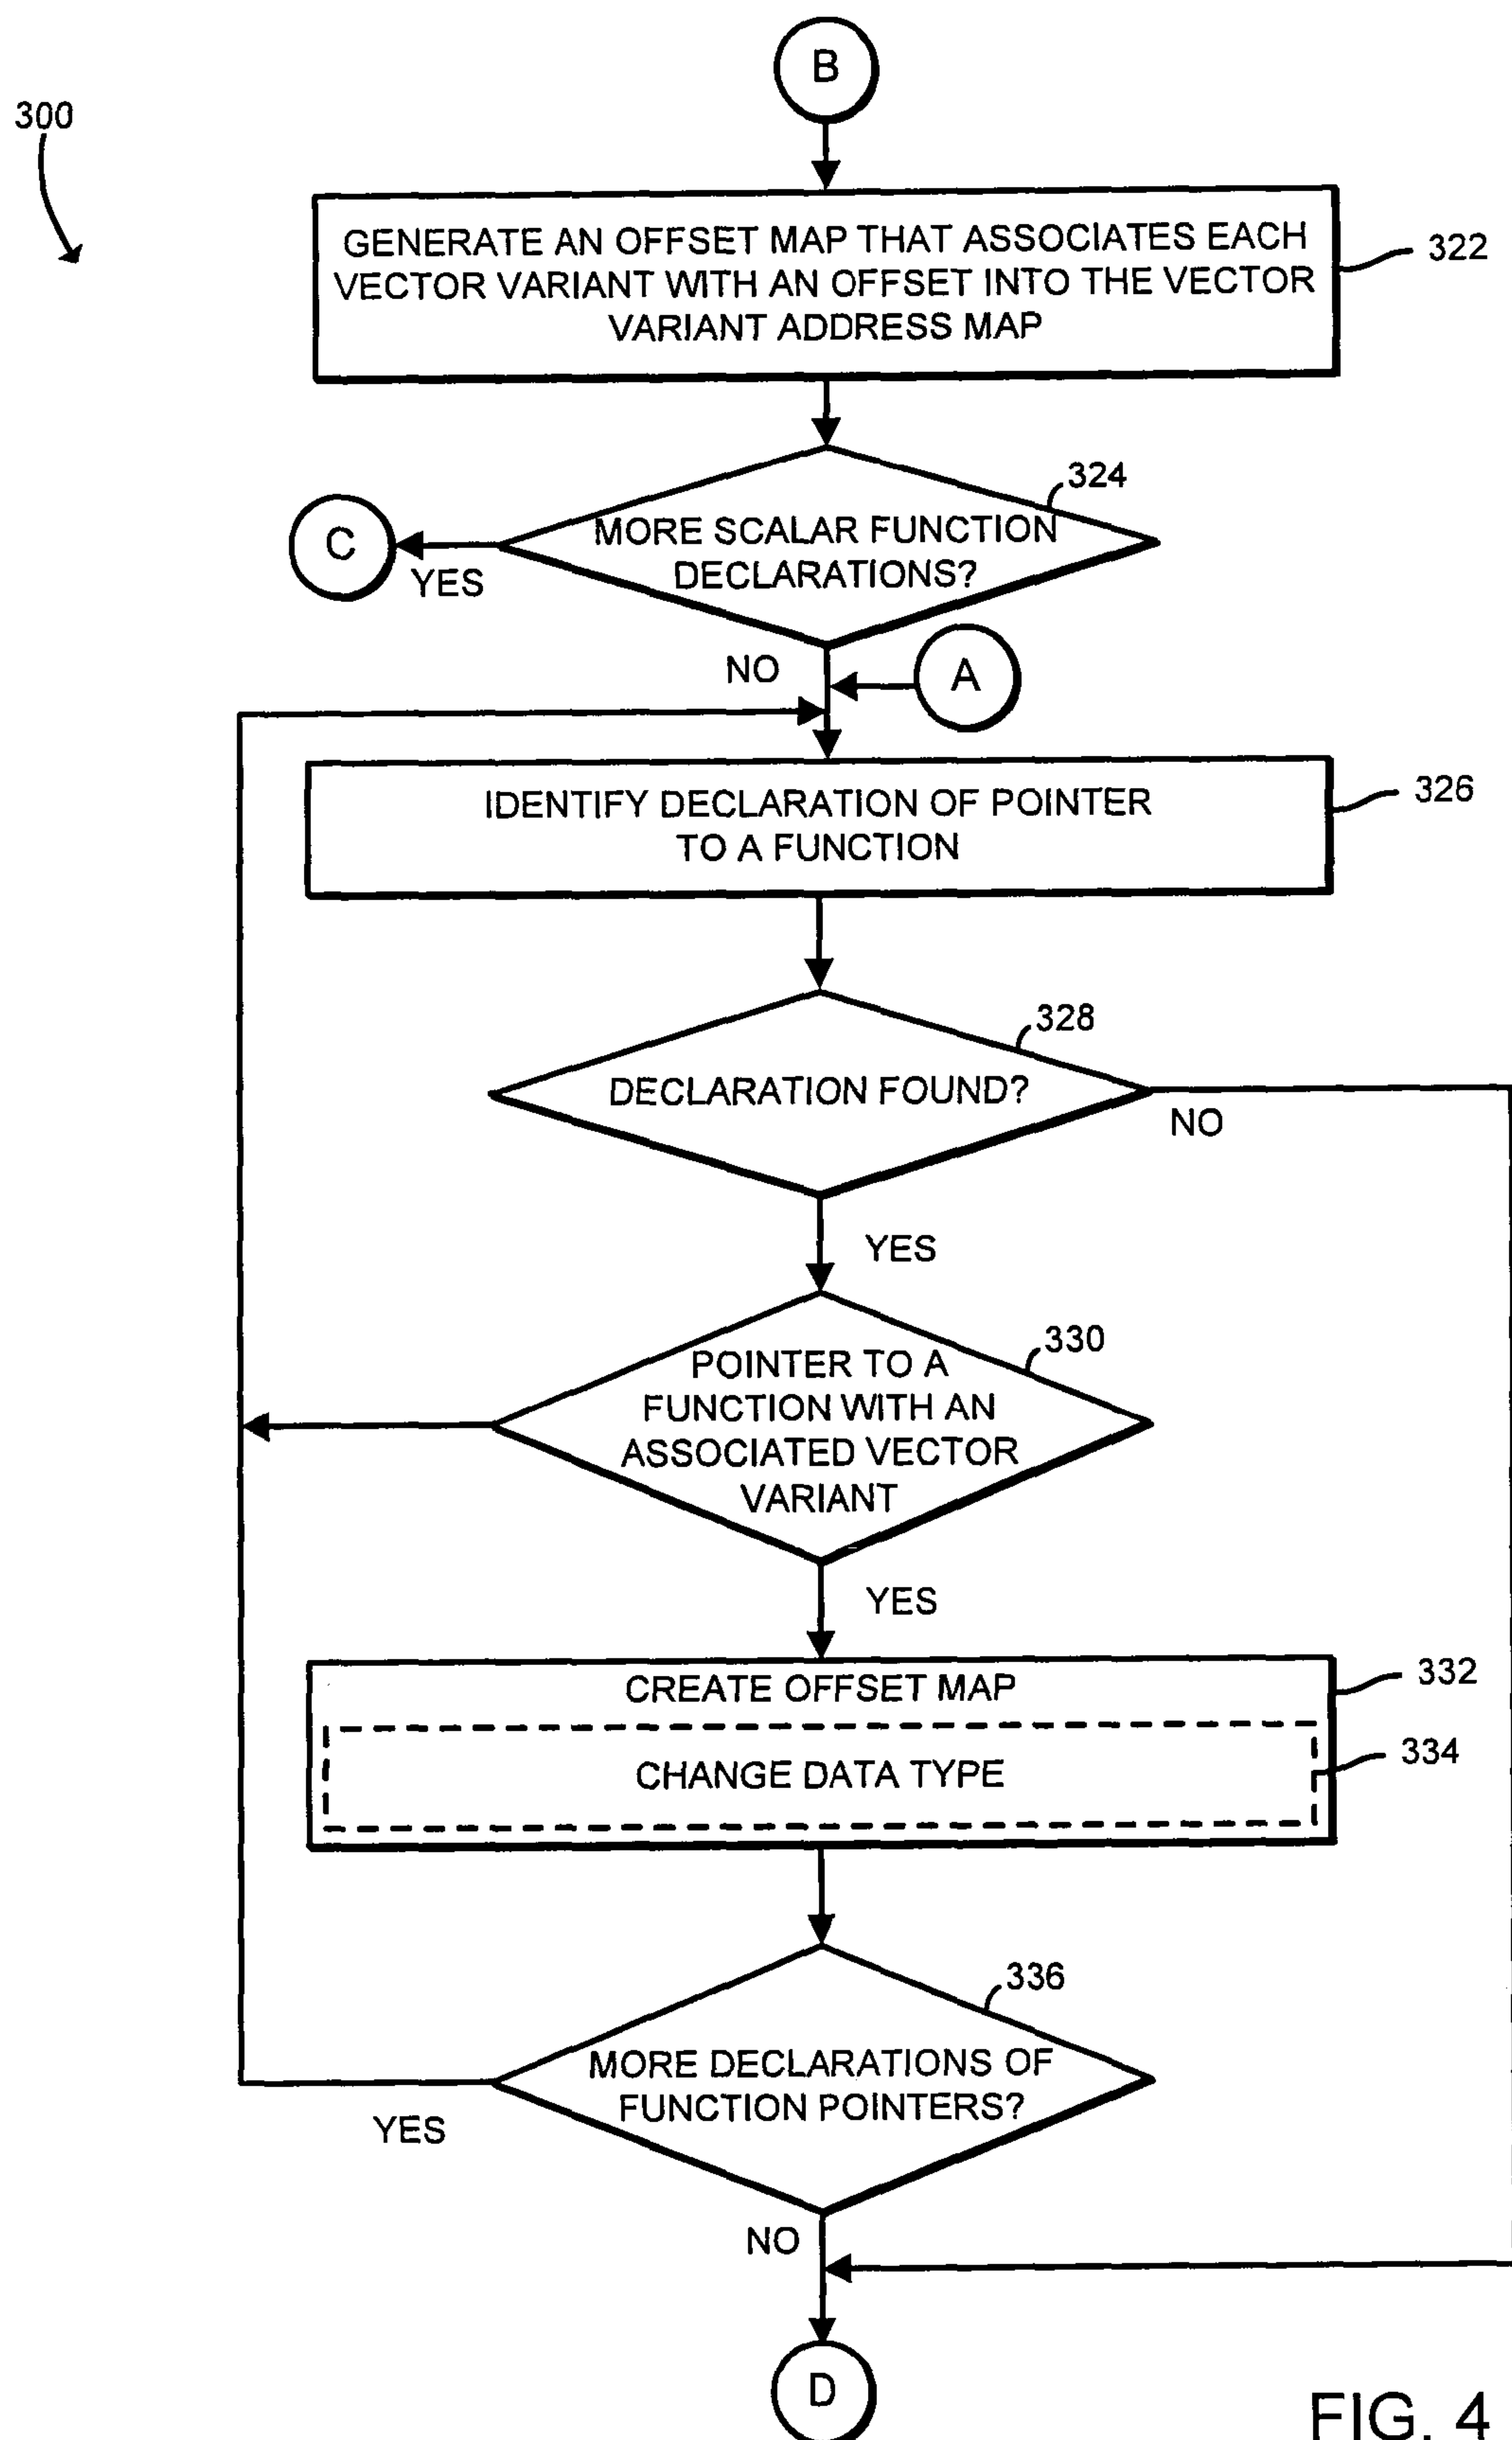 B
300
GENERATE AN OFFSET MAP THAT ASSOCIATES EACH
VECTOR VARIANT WITH AN OFFSET INTO THE VECTOR
VARIANT ADDRESS MAP
322
324
MORE SCALAR FUNCTION
DECLARATIONS?
C
YES
NO
A
IDENTIFY DECLARATION OF POINTER
TO A FUNCTION
326
328
DECLARATION FOUND?
NO
YES
330
POINTER TO A
FUNCTION WITH AN
ASSOCIATED VECTOR
VARIANT
YES
CREATE OFFSET MAP
332
CHANGE DATA TYPE
334
336
MORE DECLARATIONS OF
FUNCTION POINTERS?
YES
NO
D
FIG. 4